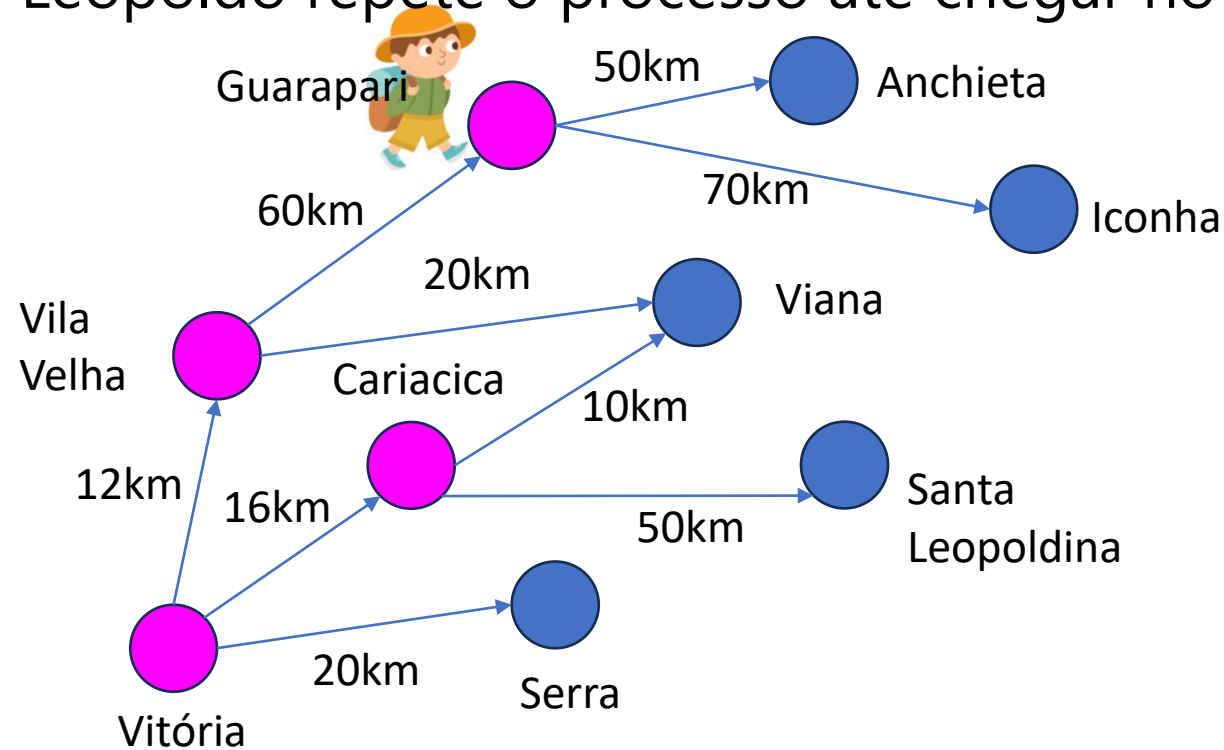 Leopoldo repete o processo até chegar no
Guarapari
50km
Anchieta
60km
70km
Iconha
20km
Viana
Vila
Velha
Cariacica
10km
12km
16km
50km
Santa
Leopoldina
20km
Serra
Vitória